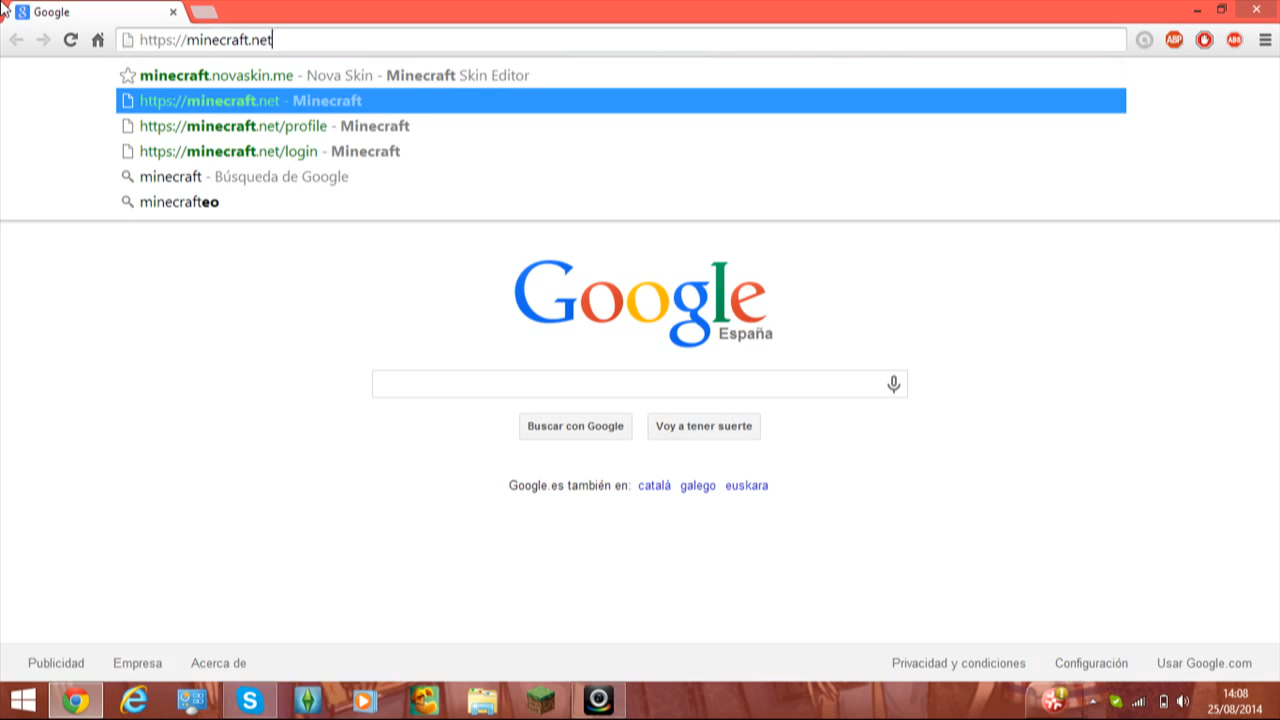 Google
https://minecraft.net
ABP
ABS
minecraft.novaskin.me - Nova Skin - Minecraft Skin Editor
https://minecraft.net - Minecraft
https://minecraft.net/profile - Minecraft
https://minecraft.net/login - Minecraft
minecraft - Búsqueda de Google
minecrafteo
Google
España
Buscar con Google
Voy a tener suerte
Google.es también en: català galego euskara
Publicidad Empresa Acerca de
Privacidad y condiciones Configuración Usar Google.com
14:08
25/08/2014